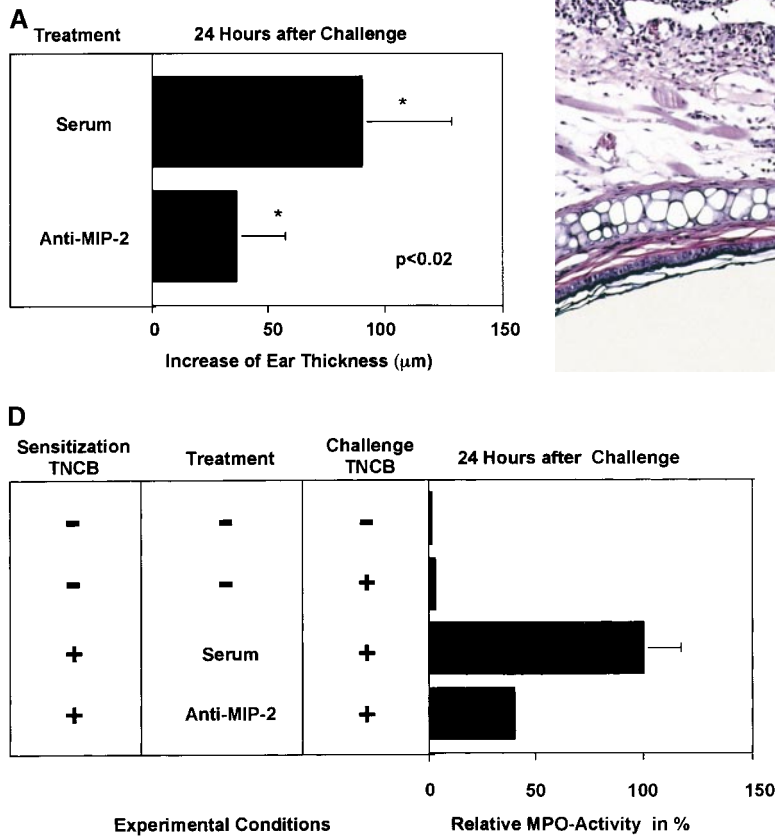 A
Treatment 24 Hours after Challenge
Serum *
Anti-MIP-2 *
p<0.02
0 50 100 150
Increase of Ear Thickness (μm)
D
Sensitization TNCB Treatment Challenge TNCB 24 Hours after Challenge
- - -
- - +
+ Serum +
+ Anti-MIP-2 +
0 50 100 150
Experimental Conditions Relative MPO-Activity in %